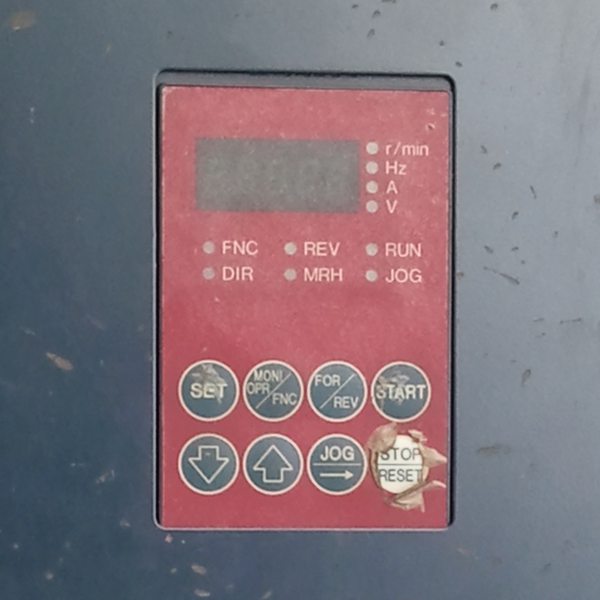 r/min
Hz
A
V
FNC REV RUN
DIR MRH JOG
SET MONI/OPR/FNC FOR/REV START
JOG STOP
RESET